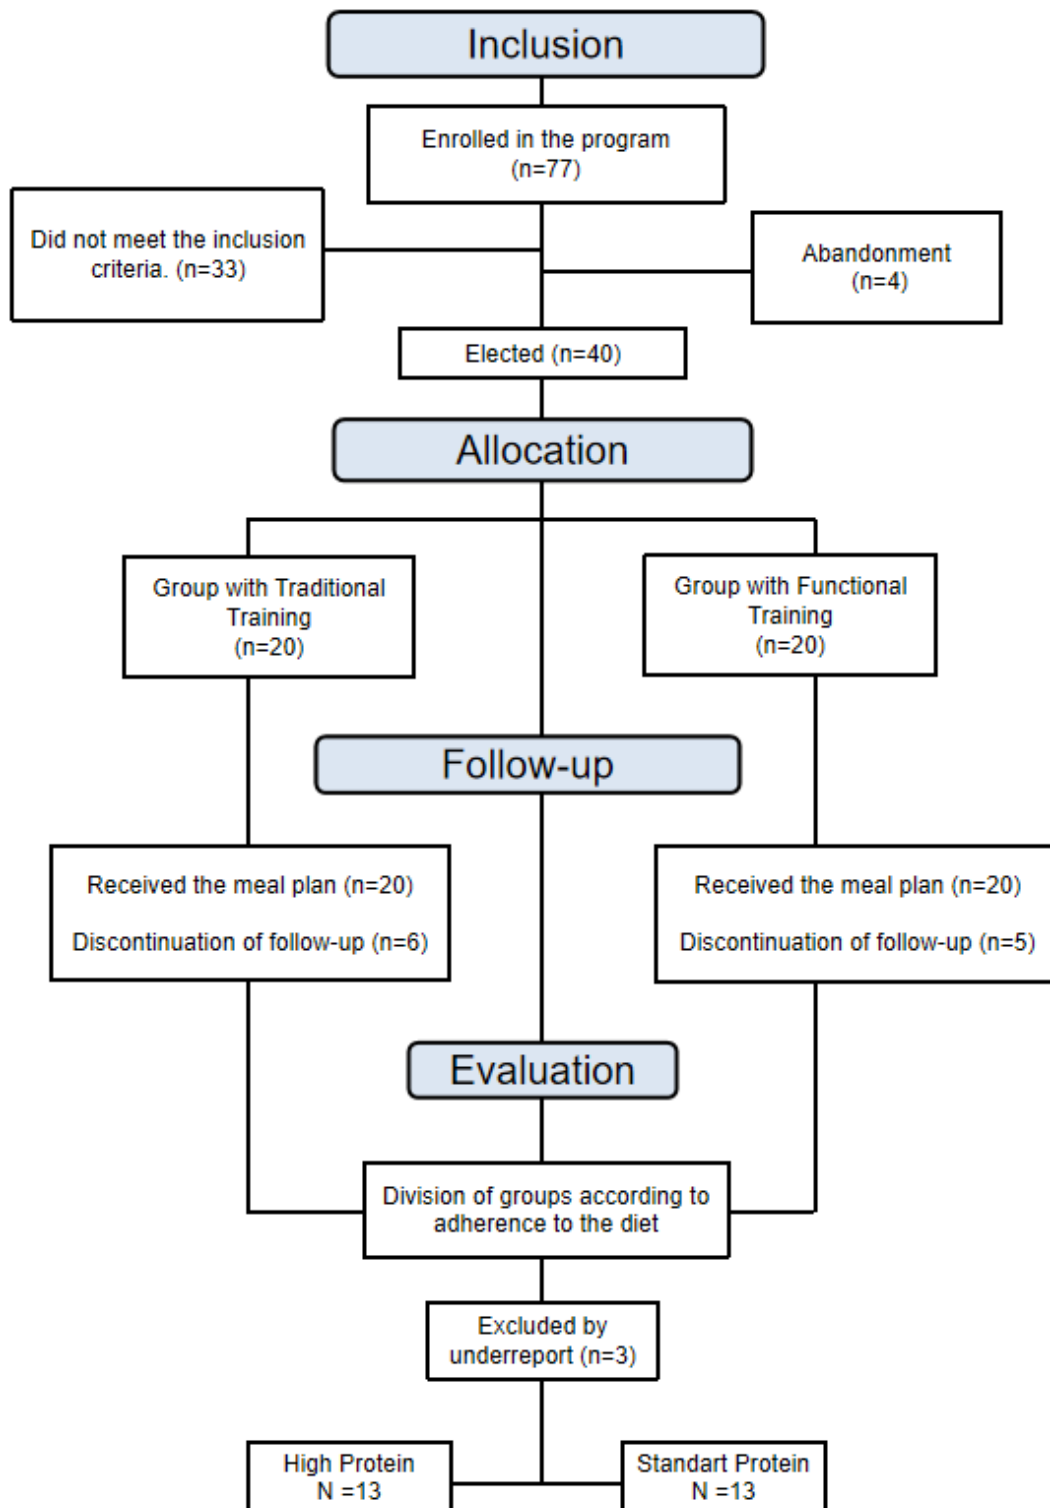 Inclusion
Enrolled in the program
(n=77)
Did not meet the inclusion
criteria. (n=33)
Abandonment
(n=4)
Elected (n=40)
Allocation
Group with Traditional
Training
(n=20)
Group with Functional
Training
(n=20)
Follow-up
Received the meal plan (n=20)
Discontinuation of follow-up (n=6)
Received the meal plan (n=20)
Discontinuation of follow-up (n=5)
Evaluation
Division of groups according to
adherence to the diet
Excluded by
underreport (n=3)
High Protein
N =13
Standart Protein
N =13